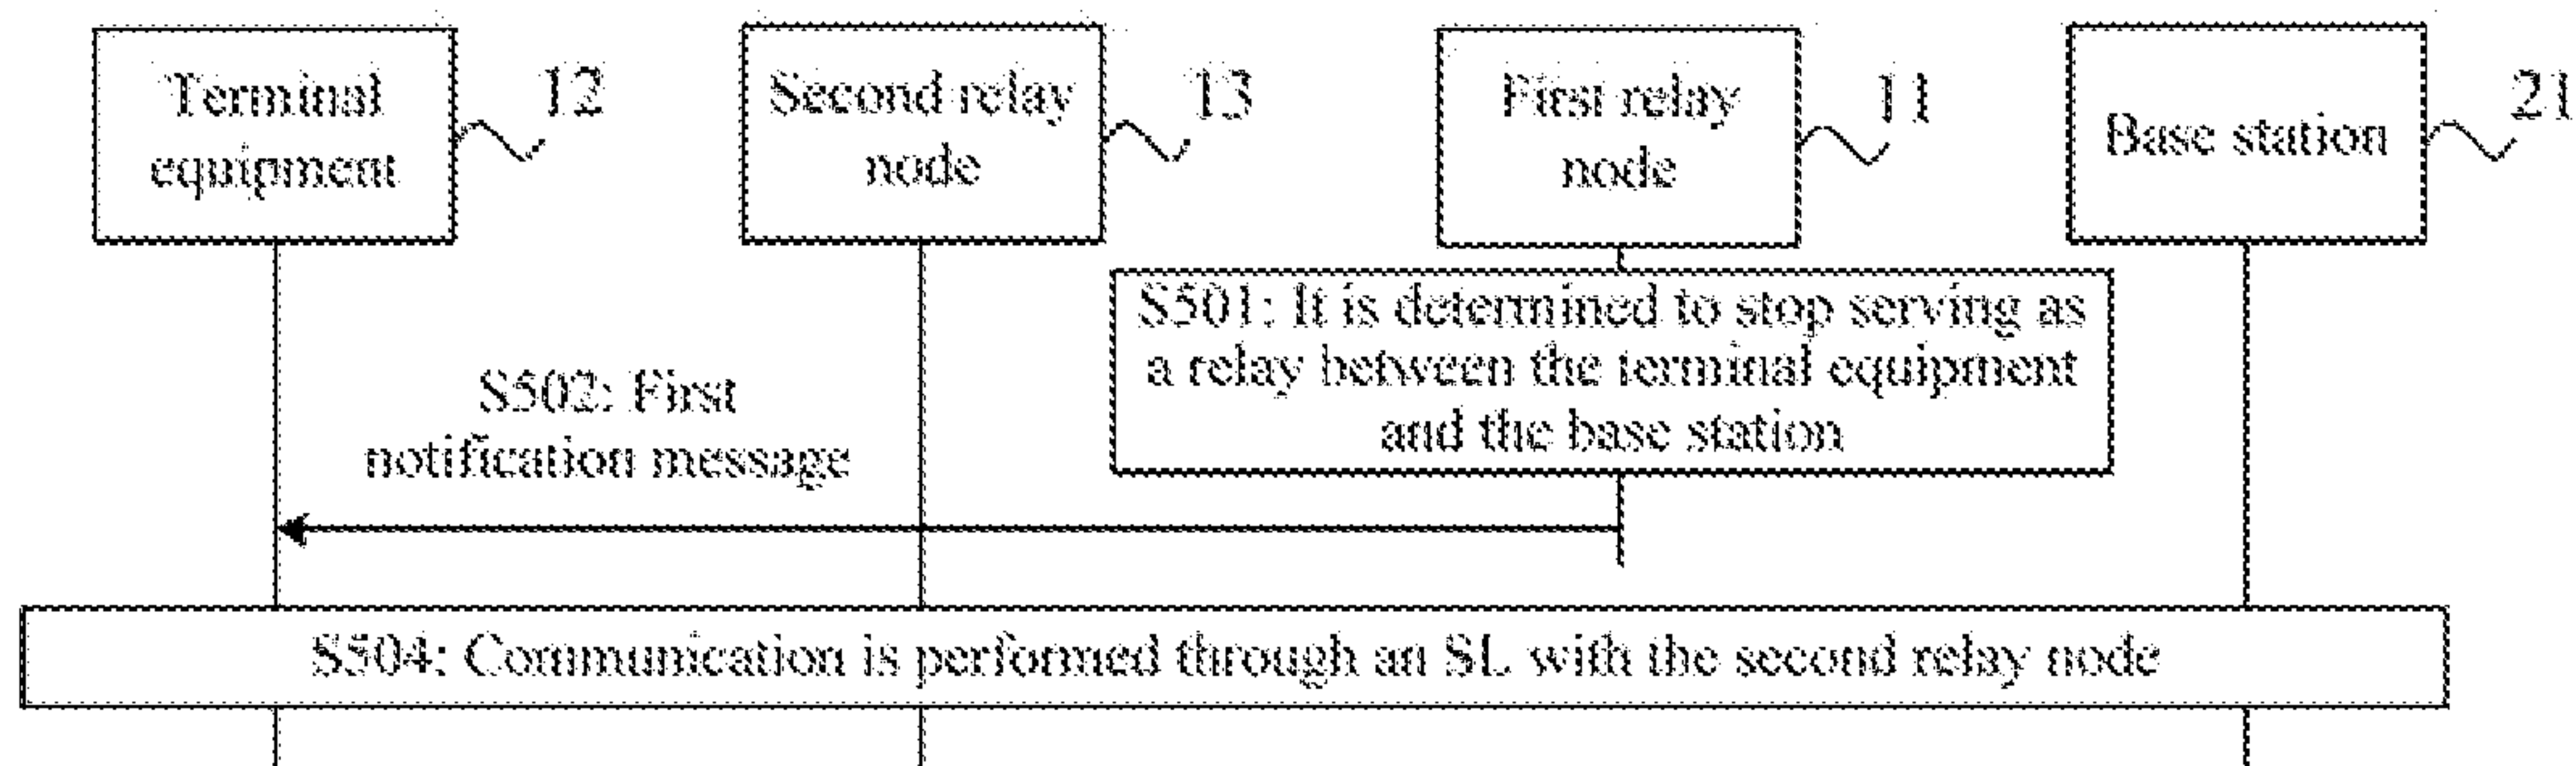 Terminal
equipment
12
Second relay
node
13
First relay
node
11
Base station
21
S501: It is determined to stop serving as
a relay between the terminal equipment
and the base station
S502: First
notification message
S504: Communication is performed through an SL with the second relay node